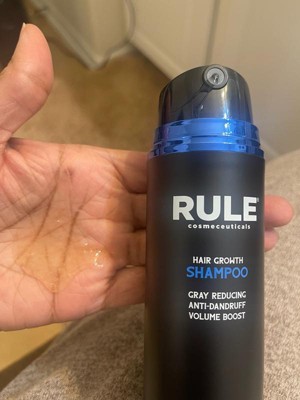 RULE
cosmeceuticals
HAIR GROWTH
SHAMPOO
GRAY REDUCING
ANTI-DANDRUFF
VOLUME BOOST